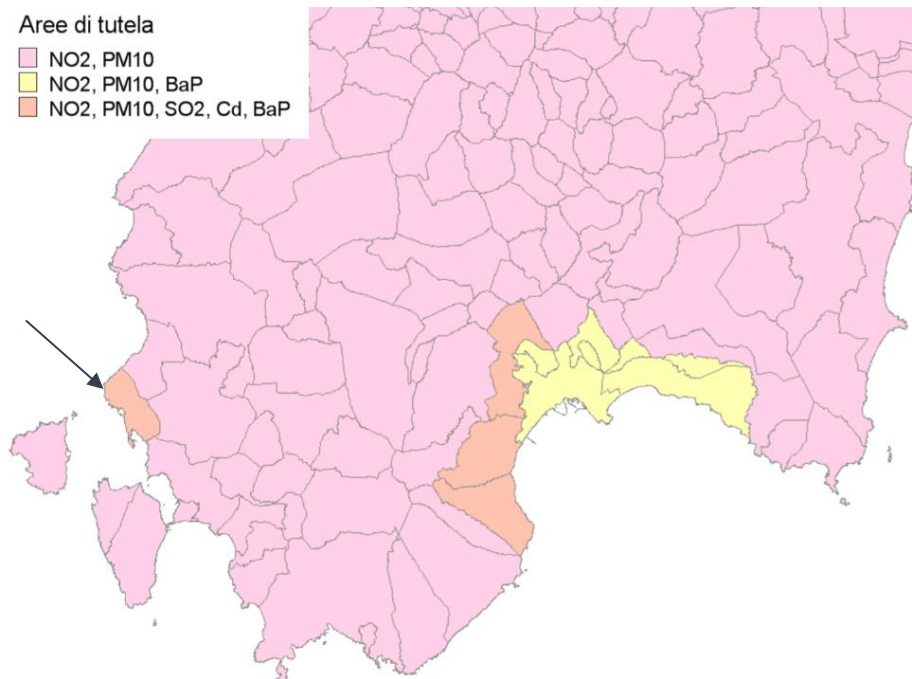 Aree di tutela
NO2, PM10
NO2, PM10, BaP
NO2, PM10, SO2, Cd, BaP